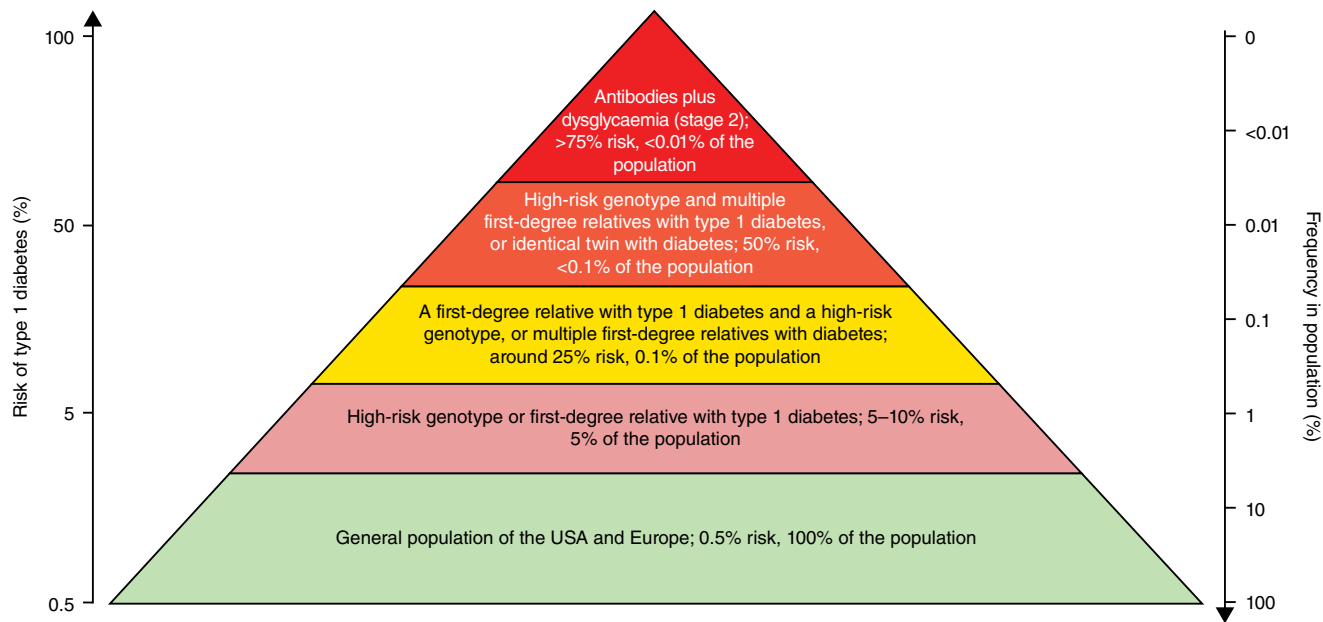 100
50
5
0.5
Risk of type 1 diabetes (%)
Antibodies plus
dysglycaemia (stage 2);
>75% risk, <0.01% of the
population
High-risk genotype and multiple
first-degree relatives with type 1 diabetes,
or identical twin with diabetes; 50% risk,
<0.1% of the population
A first-degree relative with type 1 diabetes and a high-risk
genotype, or multiple first-degree relatives with diabetes;
around 25% risk, 0.1% of the population
High-risk genotype or first-degree relative with type 1 diabetes; 5–10% risk,
5% of the population
General population of the USA and Europe; 0.5% risk, 100% of the population
0
<0.01
0.01
0.1
1
10
100
Frequency in population (%)